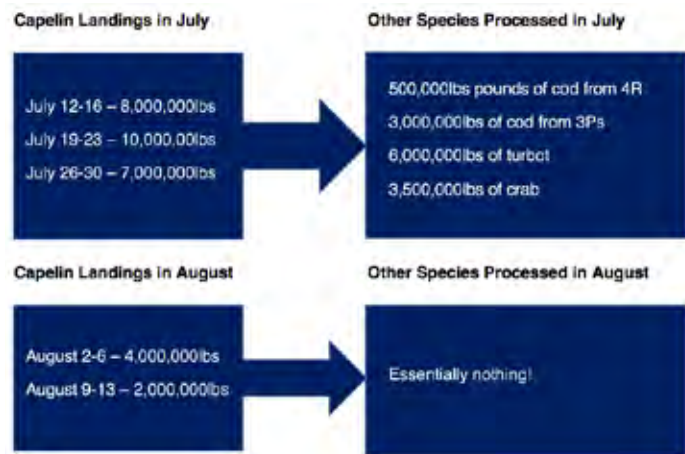 Capelin Landings in July
Other Species Processed in July
July 12-16 – 8,000,000lbs
July 19-23 – 10,000,00lbs
July 26-30 – 7,000,000lbs
500,000lbs pounds of cod from 4R
3,000,000lbs of cod from 3Ps
6,000,000lbs of turbot
3,500,000lbs of crab
Capelin Landings in August
Other Species Processed in August
August 2-6 – 4,000,000lbs
August 9-13 – 2,000,000lbs
Essentially nothing!